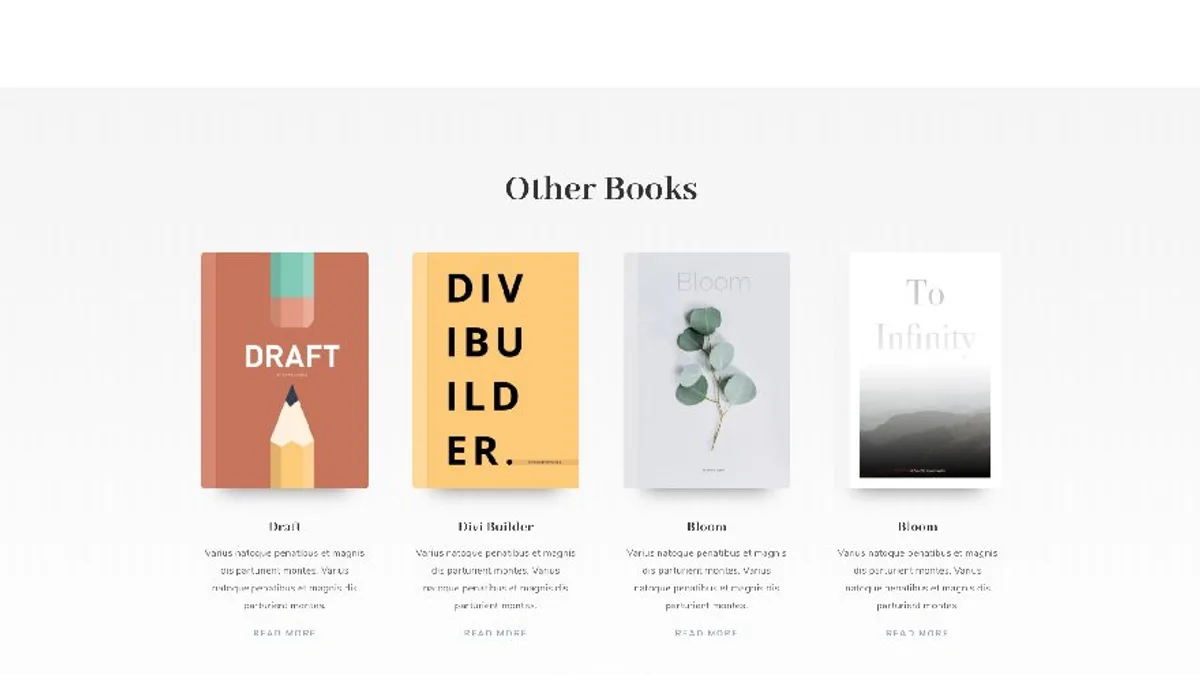 Other Books
DRAFT
DIV
IBU
ILD
ER.
Bloom
To
Infinity
Draft
Varius natoque penatibus et magnis
dis parturient montes. Varius
natoque penatibus et magnis dis
parturient montes.
READ MORE
Divi Builder
Varius natoque penatibus et magnis
dis parturient montes. Varius
natoque penatibus et magnis dis
parturient montes.
READ MORE
Bloom
Varius natoque penatibus et magnis
dis parturient montes. Varius
natoque penatibus et magnis dis
parturient montes.
READ MORE
Bloom
Varius natoque penatibus et magnis
dis parturient montes. Varius
natoque penatibus et magnis dis
parturient montes.
READ MORE